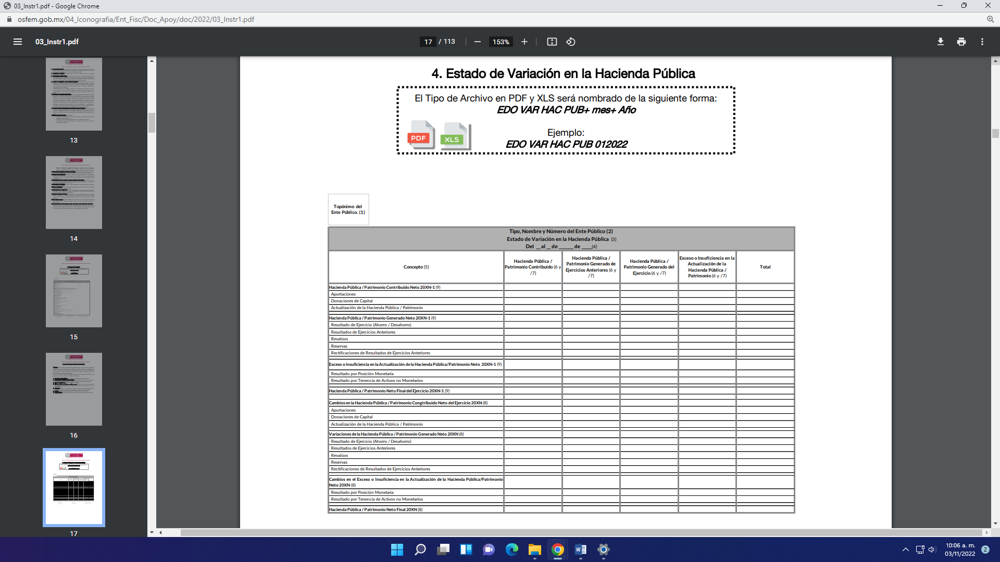 03_Instr1.pdf - Google Chrome
osfem.gob.mx/04_Iconografia/Ent_Fisc/Doc_Apoy/doc/2022/03_Instr1.pdf
03_Instr1.pdf
17 / 113
153%
13
14
15
16
17
4. Estado de Variación en la Hacienda Pública
El Tipo de Archivo en PDF y XLS será nombrado de la siguiente forma:
EDO VAR HAC PUB+ mes+ Año
PDF
XLS
Ejemplo:
EDO VAR HAC PUB 012022
Topónimo del
Ente Público. (1)
Tipo, Nombre y Número del Ente Público (2)
Estado de Variación en la Hacienda Pública (3)
Del __ al __ de ______ de ____(4)
Concepto (5)
Hacienda Pública /
Patrimonio Contribuido (6 y
/7)
Hacienda Pública /
Patrimonio Generado de
Ejercicios Anteriores (6 y
/7)
Hacienda Pública /
Patrimonio Generado del
Ejercicio (6 y /7)
Exceso o Insuficiencia en la
Actualización de la
Hacienda Pública /
Patrimonio (6 y /7)
Total
Hacienda Pública / Patrimonio Contribuido Neto 20XN-1 (9)
Aportaciones
Donaciones de Capital
Actualización de la Hacienda Pública / Patrimonio
Hacienda Pública / Patrimonio Generado Neto 20XN-1 (9)
Resultado de Ejercicio (Ahorro / Desahorro)
Resultados de Ejercicios Anteriores
Revalúos
Reservas
Rectificaciones de Resultados de Ejercicios Anteriores
Exceso o Insuficiencia en la Actualización de la Hacienda Pública/Patrimonio Neto 20XN-1 (9)
Resultado por Posición Monetaria
Resultado por Tenencia de Activos no Monetarios
Hacienda Pública / Patrimonio Neto Final del Ejercicio 20XN-1 (9)
Cambios en la Hacienda Pública / Patrimonio Congtribuido Neto del Ejercicio 20XN (8)
Aportaciones
Donaciones de Capital
Actualización de la Hacienda Pública / Patrimonio
Variaciones de la Hacienda Pública / Patrimonio Generado Neto 20XN (8)
Resultado de Ejercicio (Ahorro / Desahorro)
Resultados de Ejercicios Anteriores
Revalúos
Reservas
Rectificaciones de Resultados de Ejercicios Anteriores
Cambios en el Exceso o Insuficiencia en la Actualización de la Hacienda Pública/Patrimonio
Neto 20XN (8)
Resultado por Posición Monetaria
Resultado por Tenencia de Activos no Monetarios
Hacienda Pública / Patrimonio Neto Final 20XN (8)
10:06 a. m.
03/11/2022
2